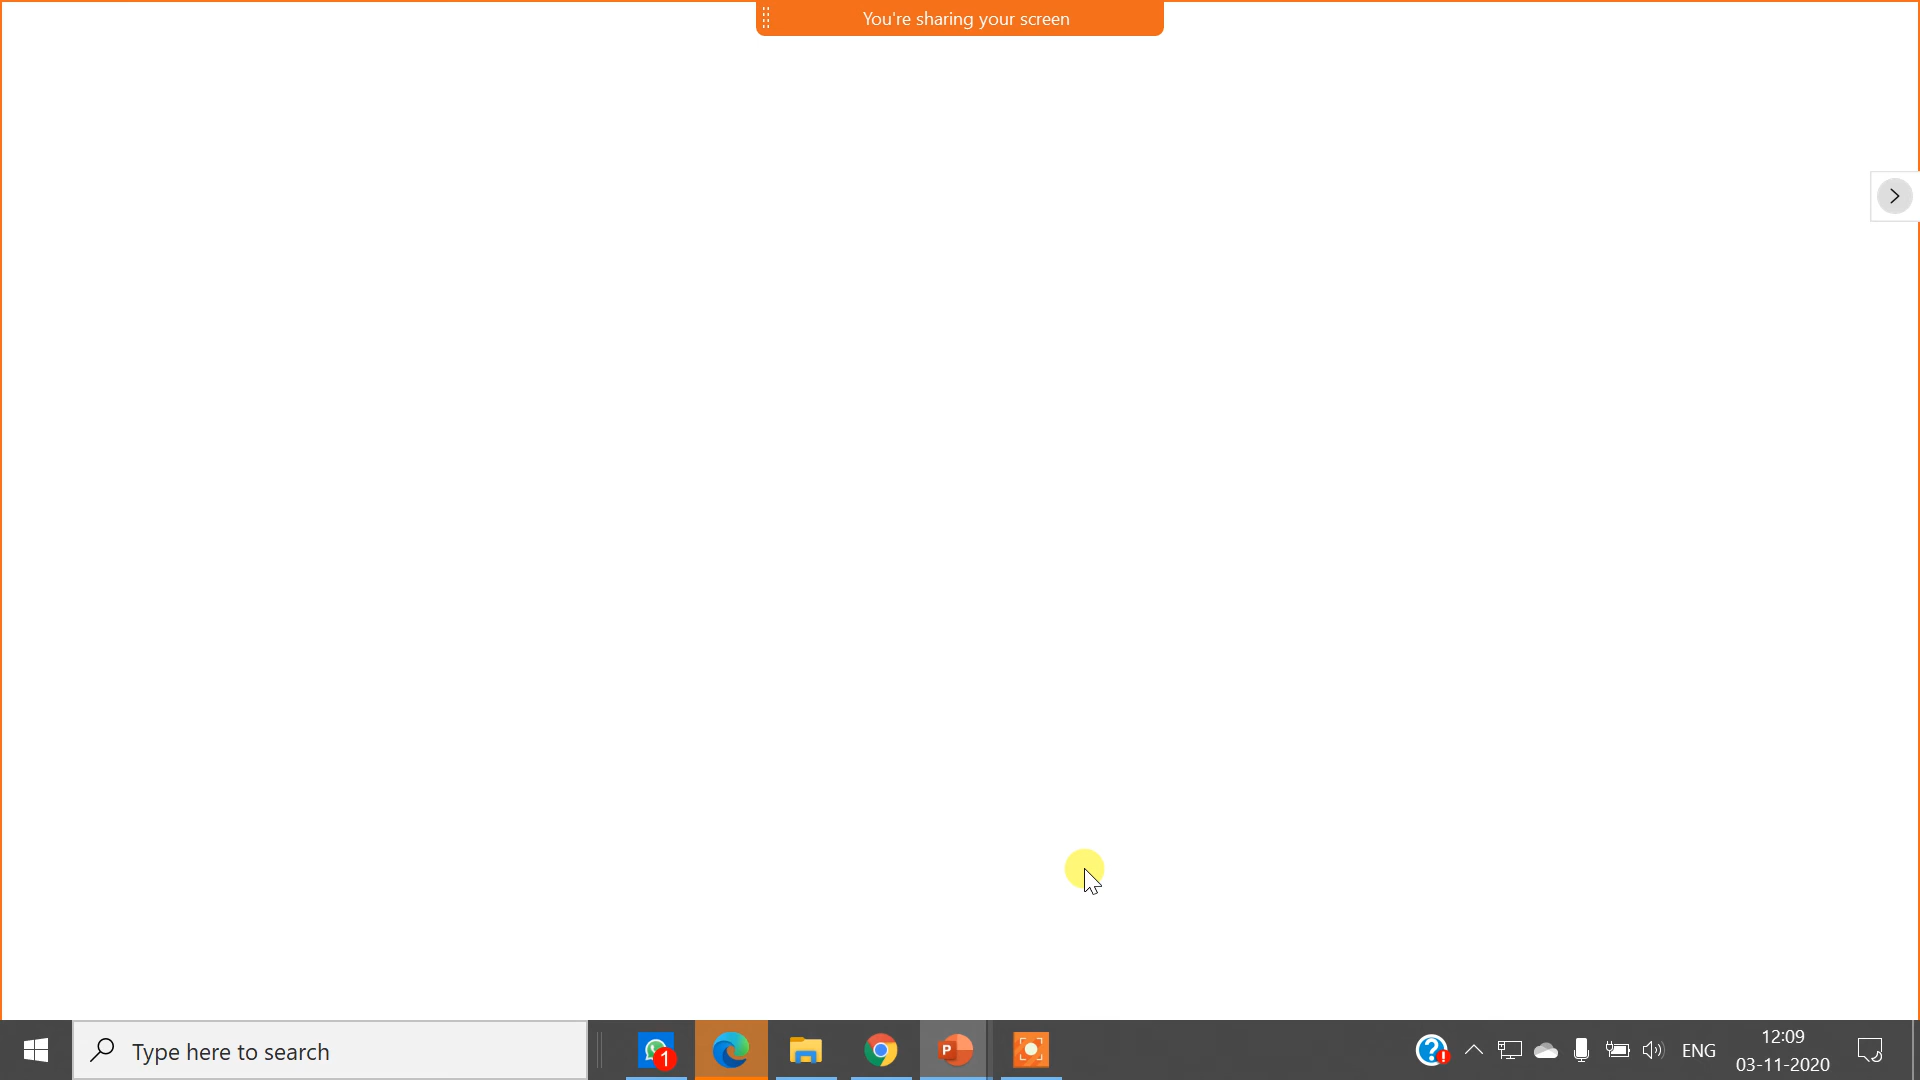 You're sharing your screen
Type here to search
1
P
ENG
12:09
03-11-2020